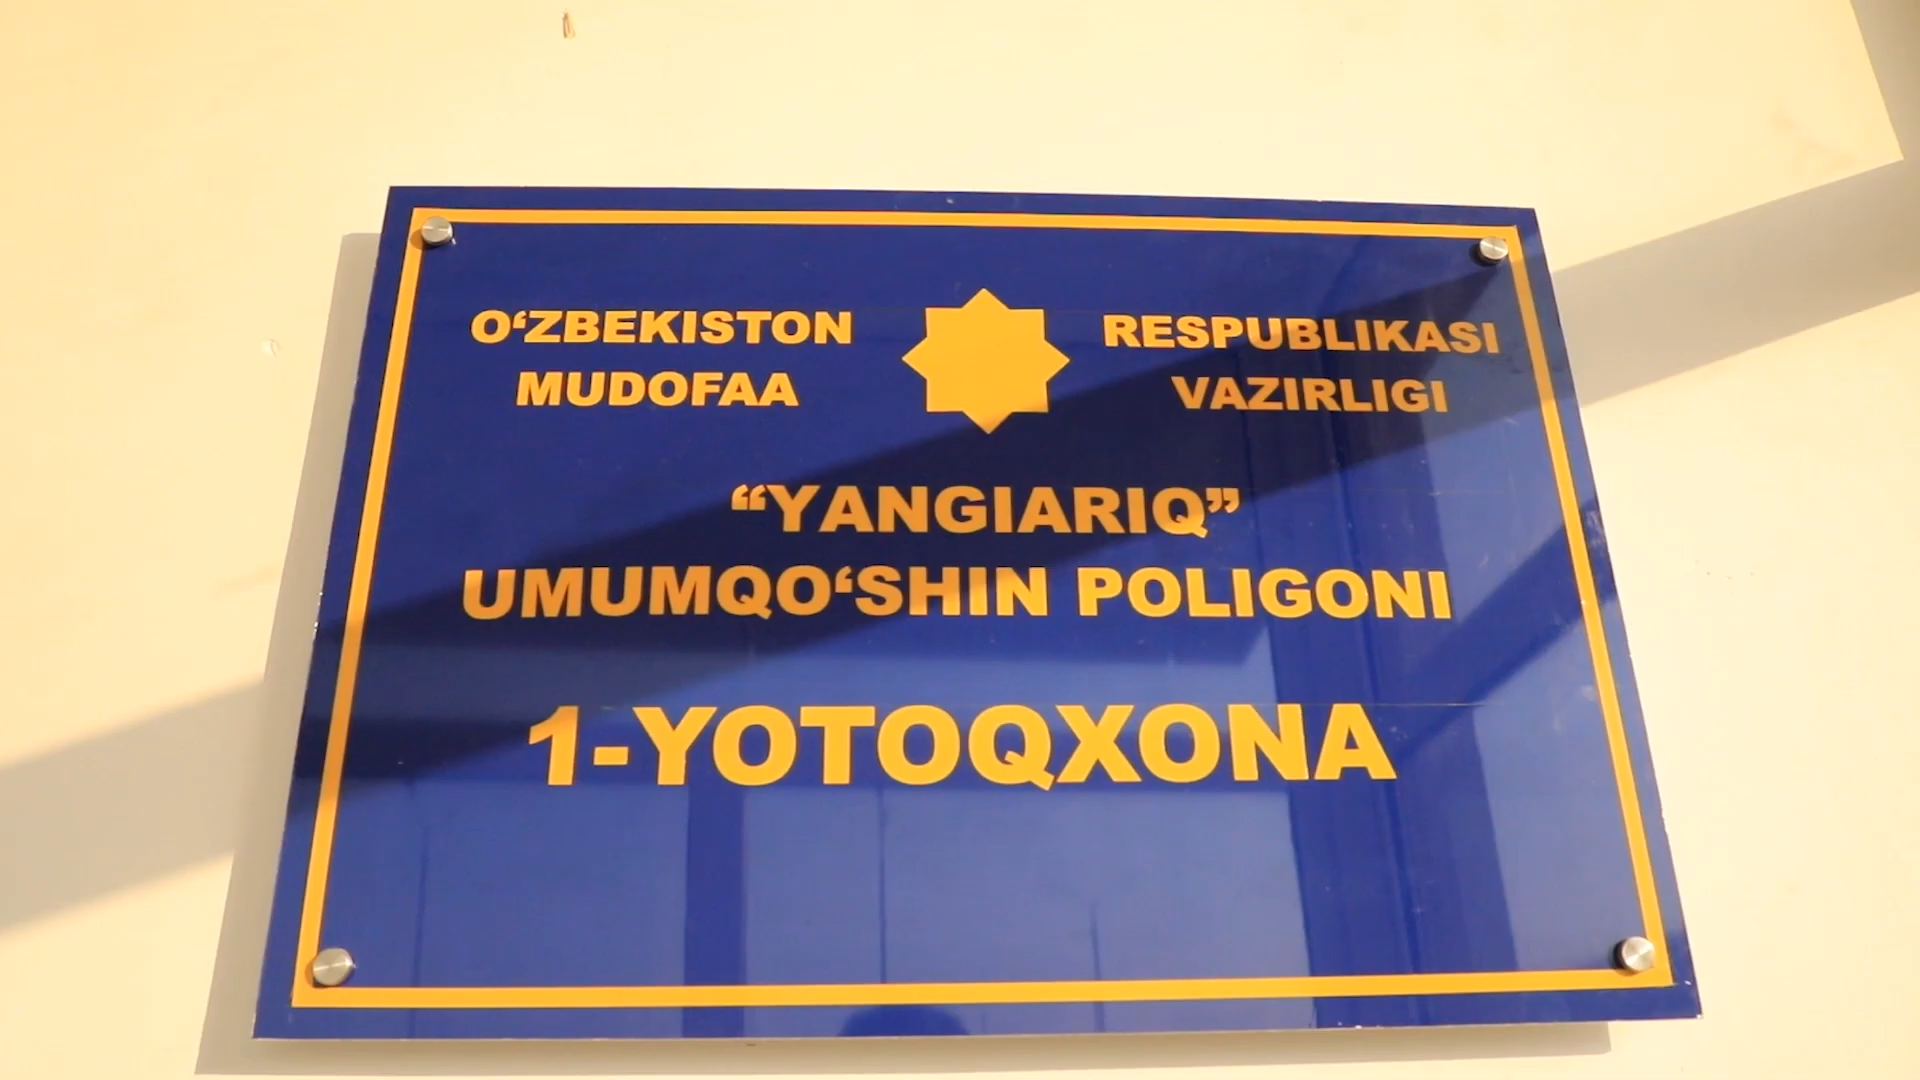 O‘ZBEKISTON RESPUBLIKASI
MUDOFAA VAZIRLIGI
“YANGIARIQ”
UMUMQO‘SHIN POLIGONI
1-YOTOQXONA